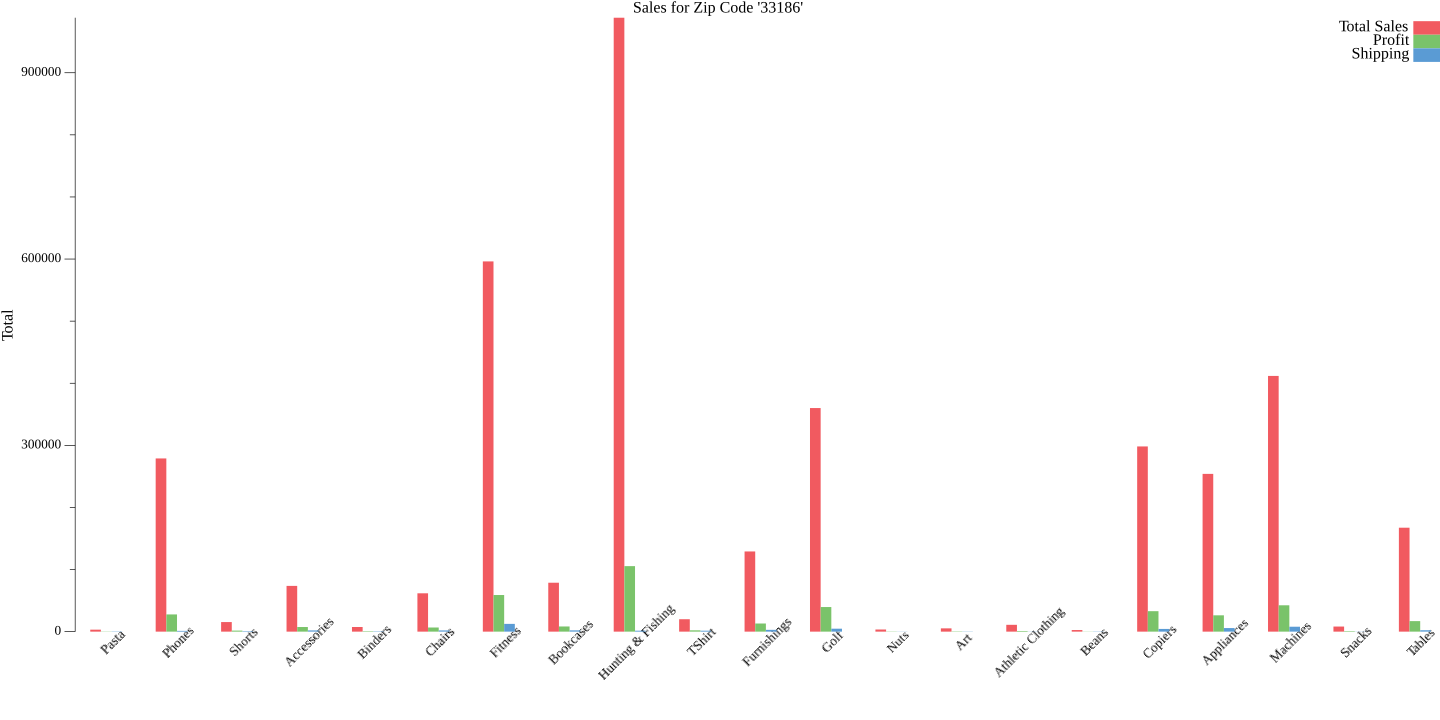 Sales for Zip Code '33186'
Total Sales
Profit
Shipping
900000
600000
300000
0
Total
Pasta
Phones
Shorts
Accessories
Binders
Chairs
Fitness
Bookcases
Hunting & Fishing
TShirt
Furnishings
Golf
Nuts
Art
Athletic Clothing
Beans
Copiers
Appliances
Machines
Snacks
Tables